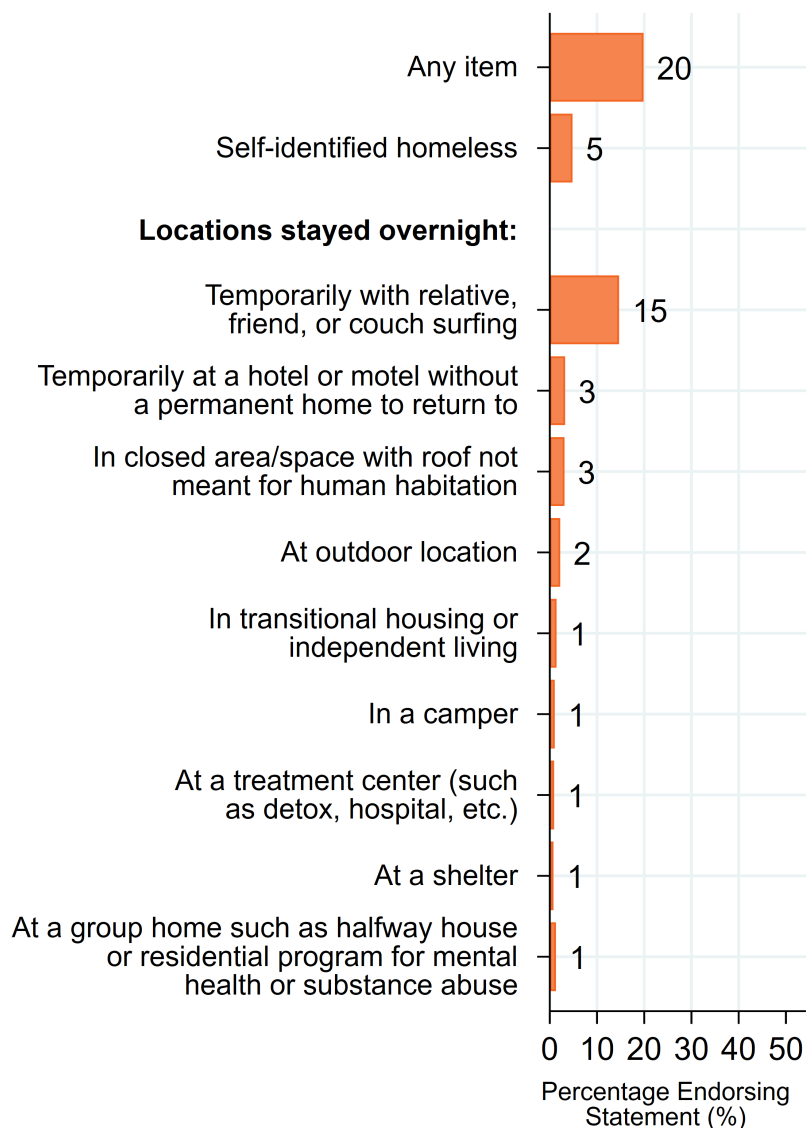 Any item
20
Self-identified homeless
5
Locations stayed overnight:
Temporarily with relative,
friend, or couch surfing
15
Temporarily at a hotel or motel without
a permanent home to return to
3
In closed area/space with roof not
meant for human habitation
3
At outdoor location
2
In transitional housing or
independent living
1
In a camper
1
At a treatment center (such
as detox, hospital, etc.)
1
At a shelter
1
At a group home such as halfway house
or residential program for mental
health or substance abuse
1
0 10 20 30 40 50
Percentage Endorsing
Statement (%)